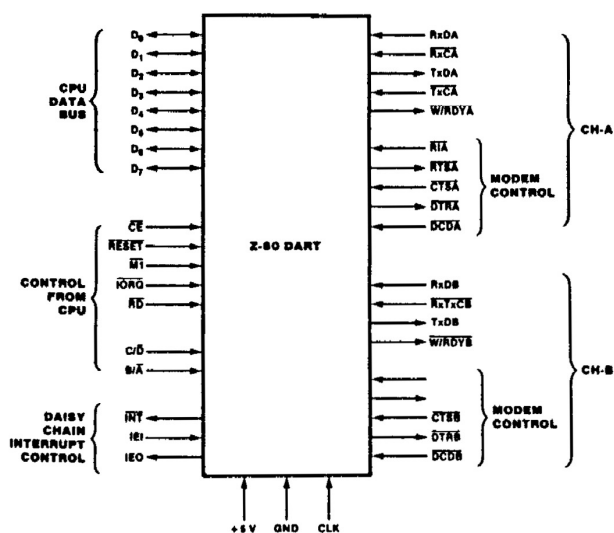 CPU
DATA
BUS
D0
D1
D2
D3
D4
D5
D6
D7
CONTROL
FROM
CPU
CE
RESET
M1
IORQ
RD
C/D
B/A
DAISY
CHAIN
INTERRUPT
CONTROL
INT
IEI
IEO
Z-80 DART
RxDA
RxCA
TxDA
TxCA
W/RDYA
RIA
RTSA
CTSA
DTRA
DCDA
MODEM
CONTROL
CH-A
RxDB
RxTxCB
TxDB
W/RDYB
CTSB
DTRB
DCDB
MODEM
CONTROL
CH-B
+5 V
GND
CLK